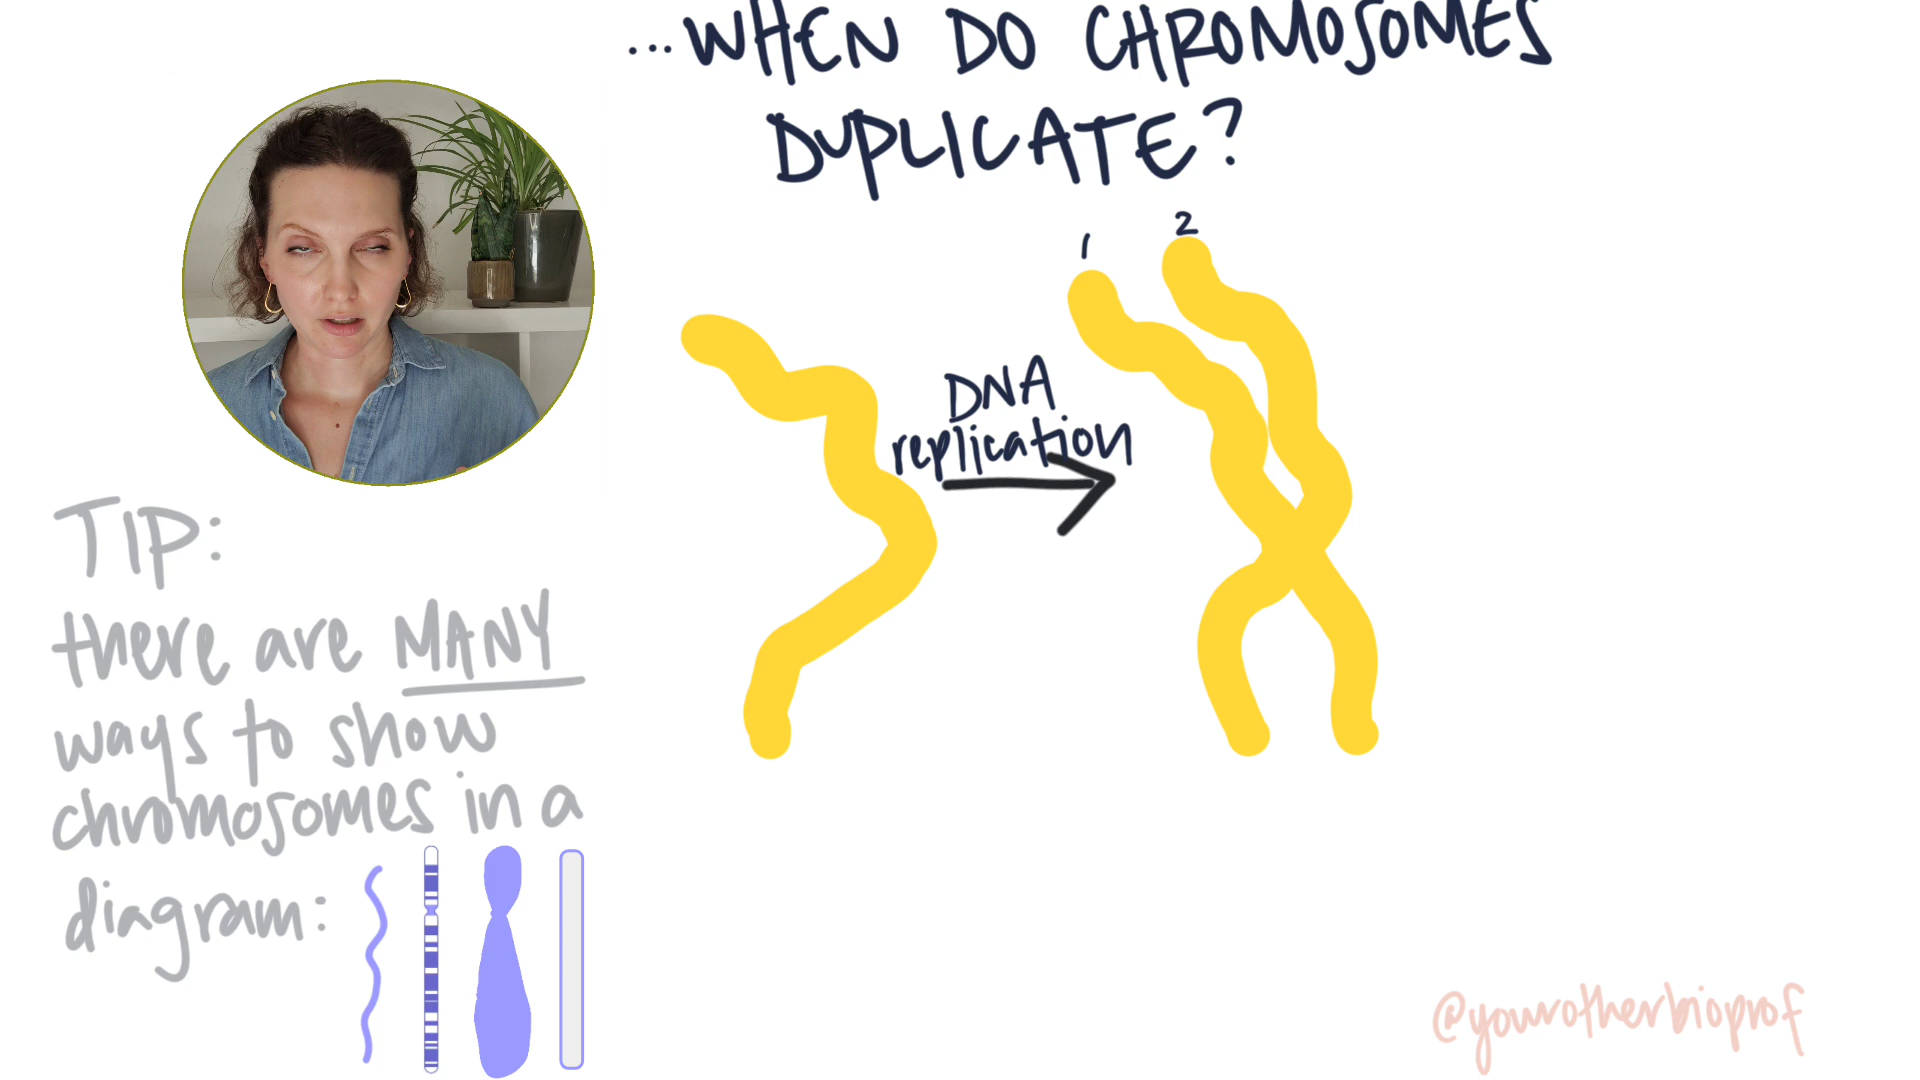 ...WHEN DO CHROMOSOMES
DUPLICATE?
1
2
DNA
replication
TIP:
there are MANY
ways to show
chromosomes in a
diagram:
@yourotherbioprof